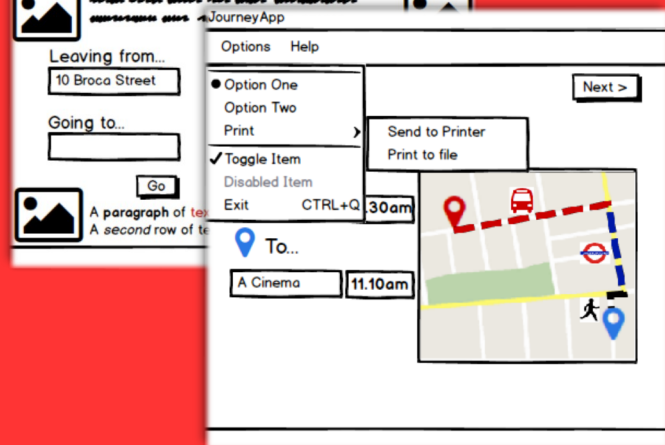 JourneyApp
Options Help
Leaving from...
10 Broca Street
Going to...
Go
A paragraph of
A second row of
Option One
Option Two
Print
Toggle Item
Disabled Item
Exit CTRL+Q
Send to Printer
Print to file
Next >
.30am
To...
A Cinema
11.10am